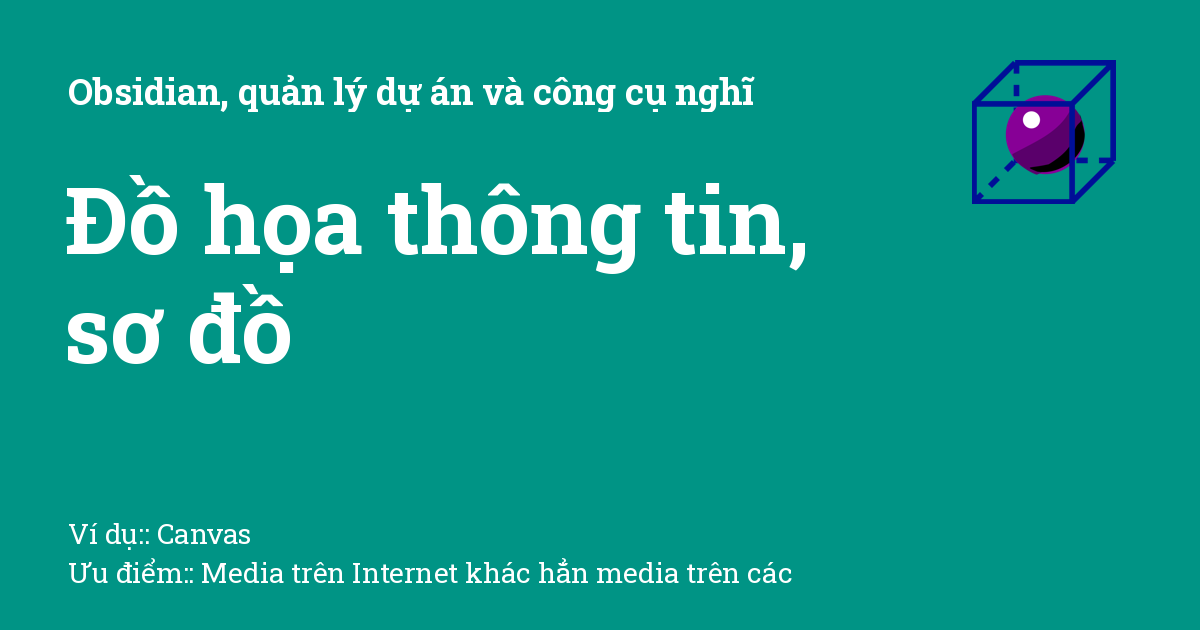 Obsidian, quản lý dự án và công cụ nghĩ
Đồ họa thông tin,
sơ đồ
Ví dụ:: Canvas
Ưu điểm:: Media trên Internet khác hẳn media trên các